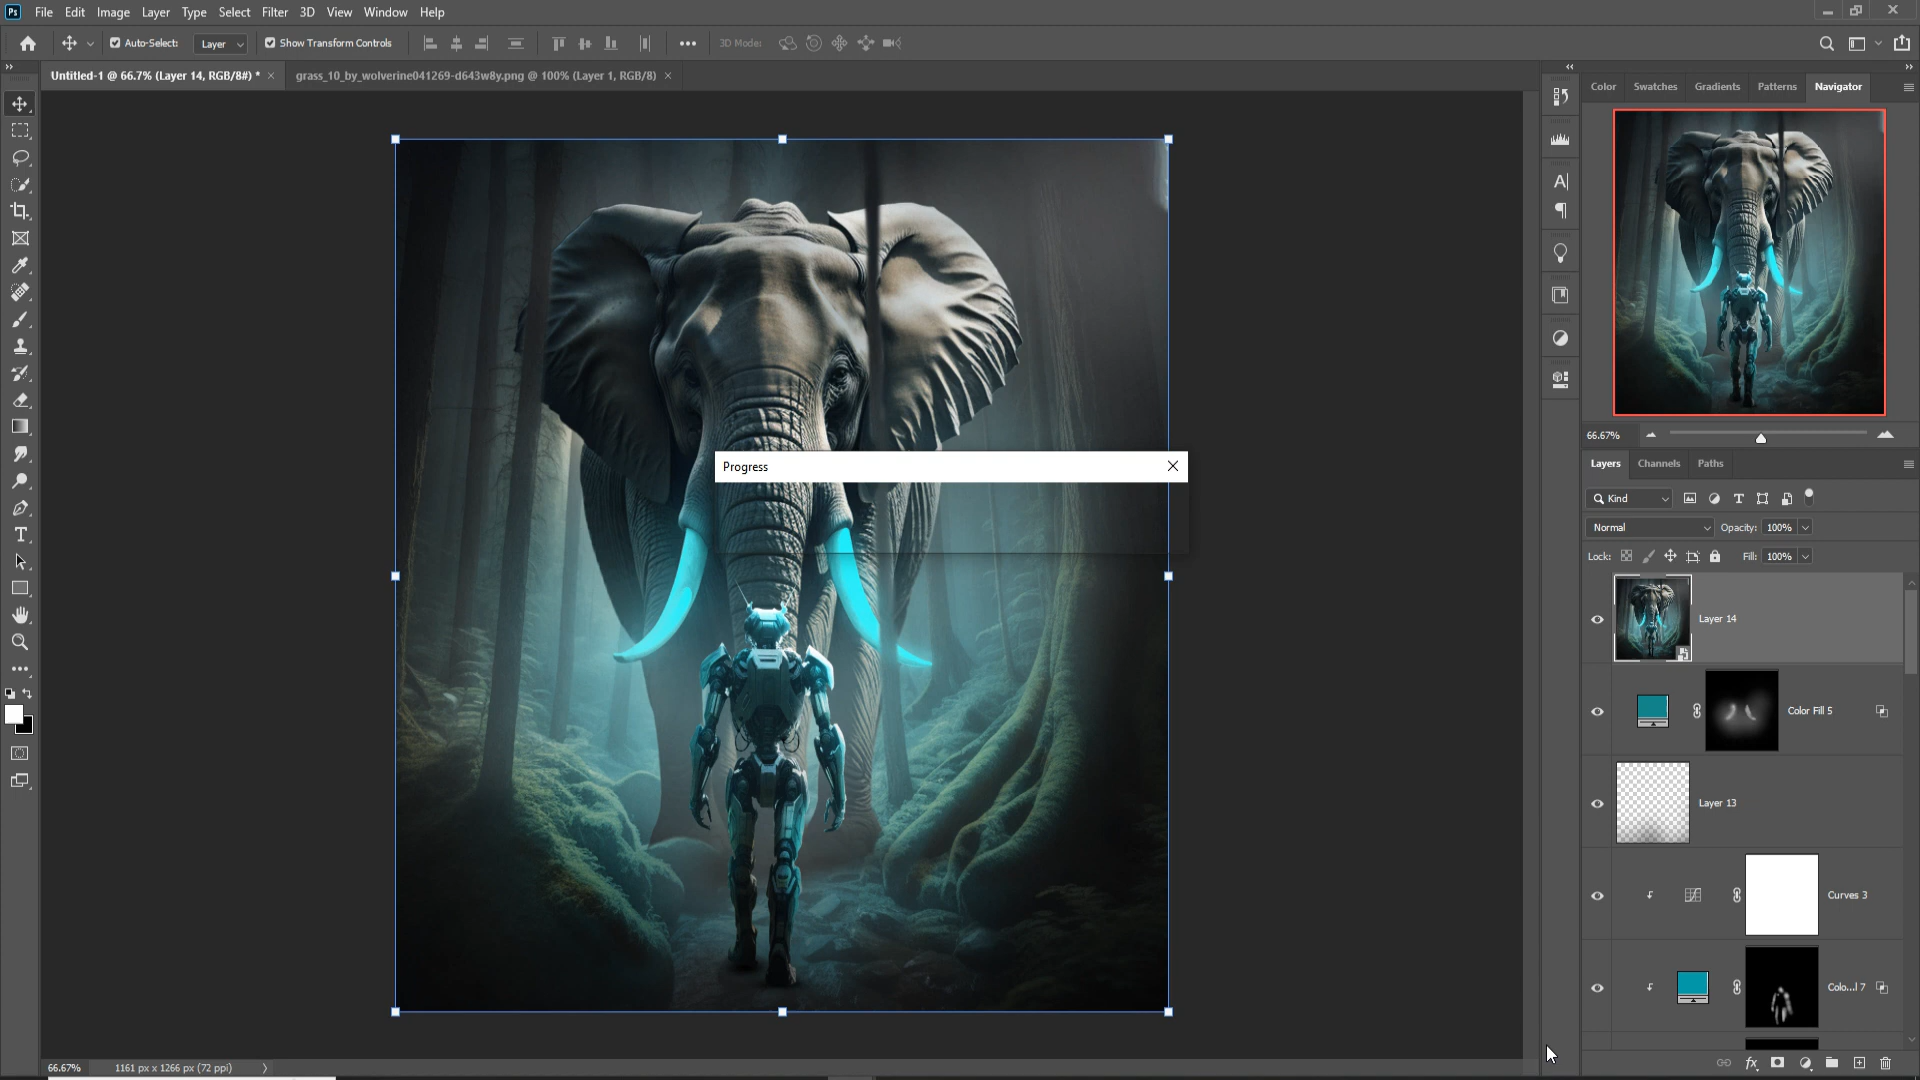 Ps File Edit Image Layer Type Select Filter 3D View Window Help
Auto-Select: Layer Show Transform Controls 3D Mode:
Untitled-1 @ 66.7% (Layer 14, RGB/8#) * × grass_10_by_wolverine041269-d643w8y.png @ 100% (Layer 1, RGB/8) ×
Color Swatches Gradients Patterns Navigator
66.67%
Layers Channels Paths
Progress
Kind
Normal Opacity: 100%
Lock: Fill: 100%
Layer 14
Color Fill 5
Layer 13
Curves 3
Colo...l 7
66.67% 1161 px x 1266 px (72 ppi)